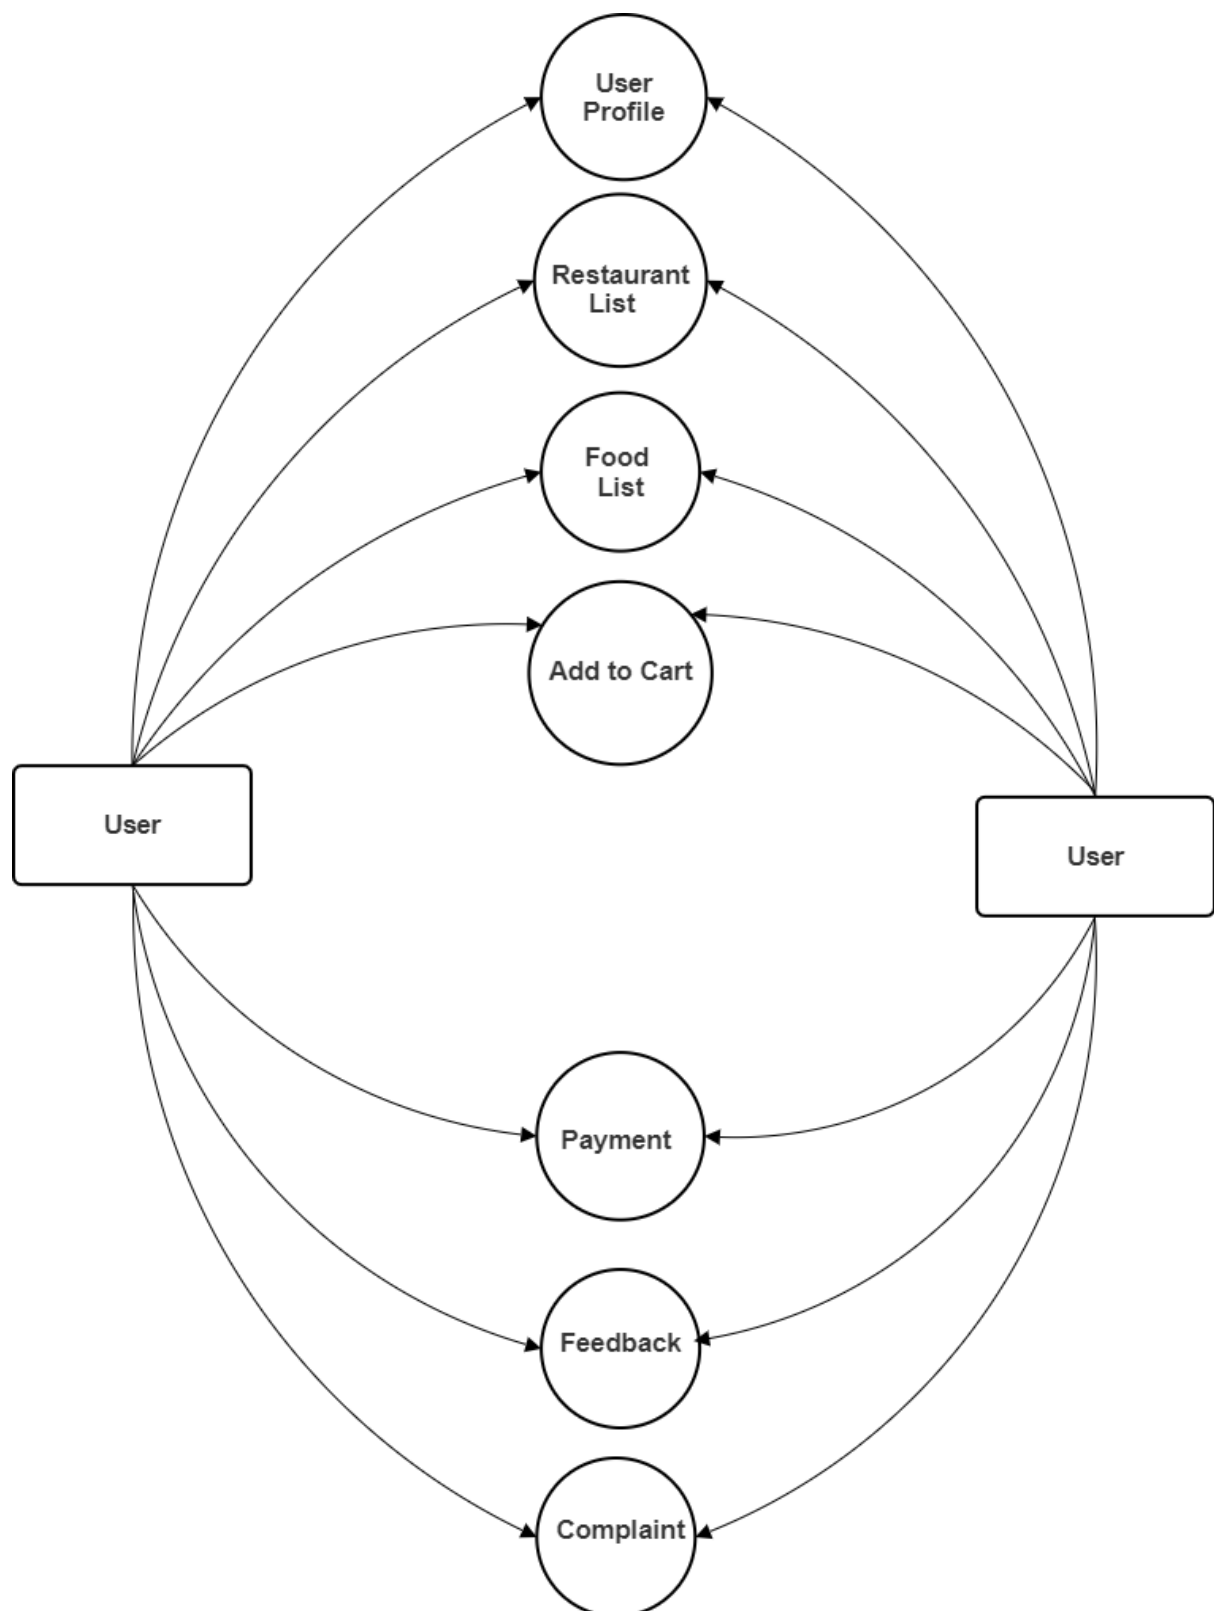 User
Profile
Restaurant
List
Food
List
Add to Cart
User
User
Payment
Feedback
Complaint